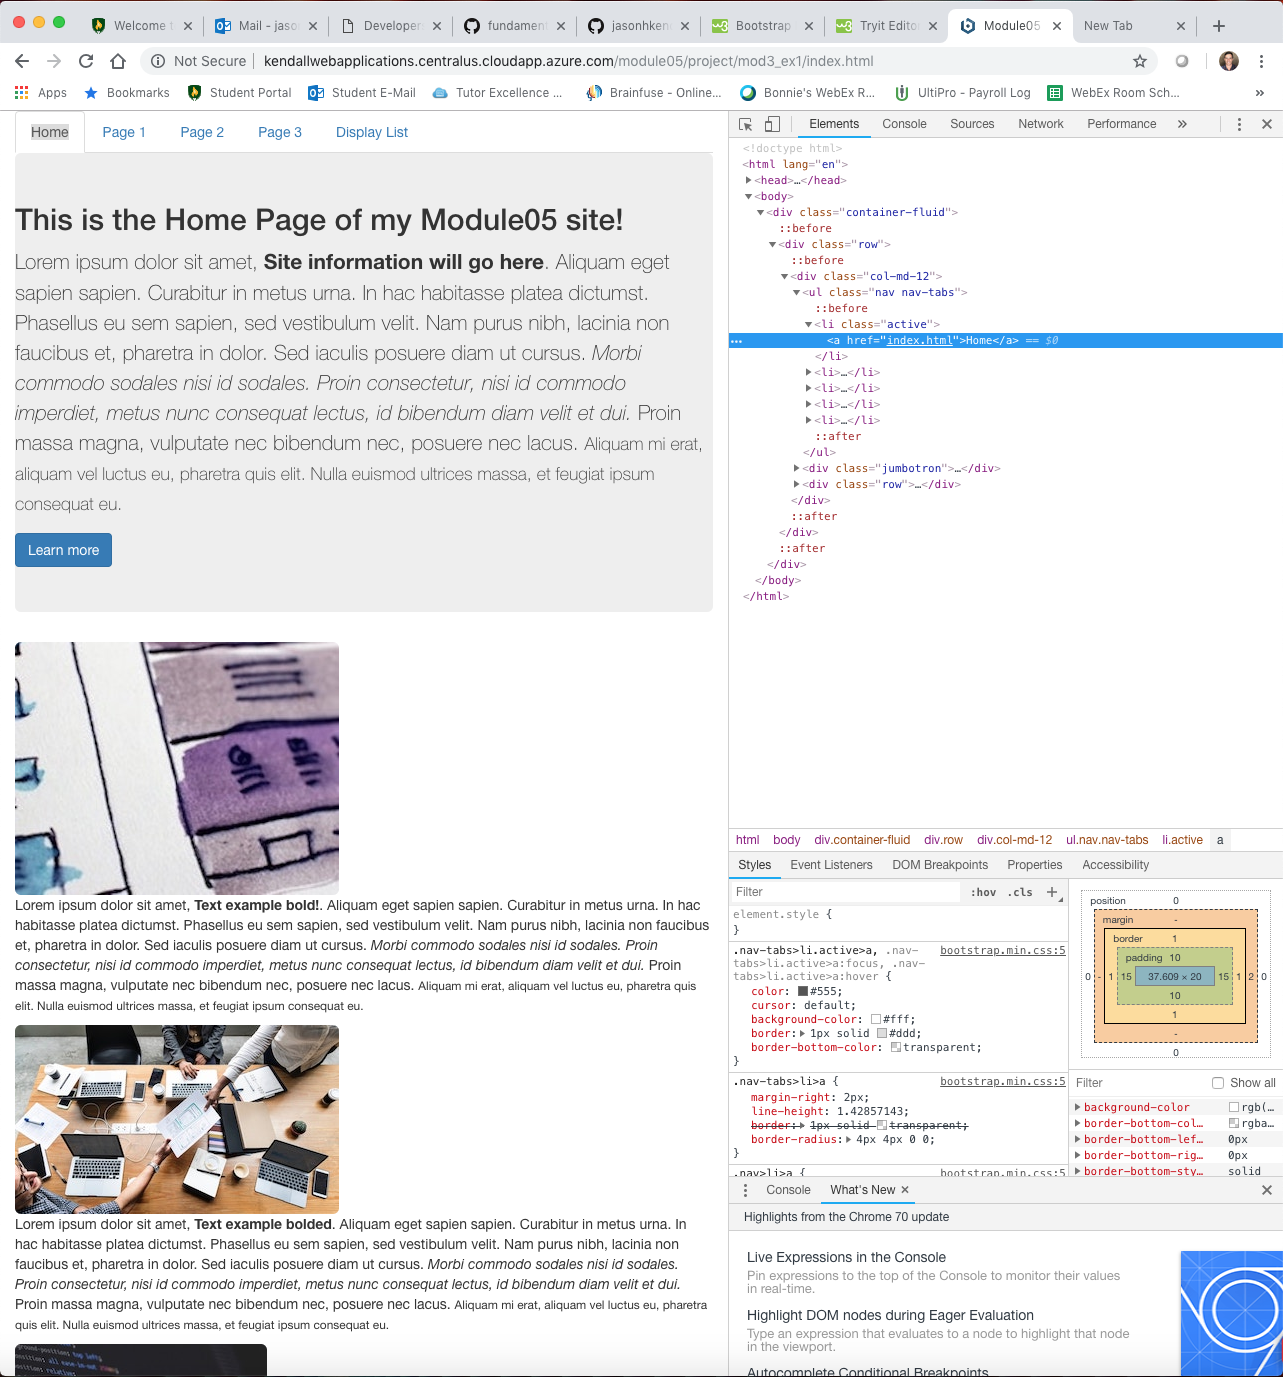 Welcome t
Mail - jaso
Developer
fundamen
jasonhken
Bootstrap
Tryit Edito
Module05
New Tab
Not Secure | kendallwebapplications.centralus.cloudapp.azure.com/module05/project/mod3_ex1/index.html
Apps
Bookmarks
Student Portal
Student E-Mail
Tutor Excellence ...
Brainfuse - Online...
Bonnie's WebEx R...
UltiPro - Payroll Log
WebEx Room Sch...
»
Home
Page 1
Page 2
Page 3
Display List
This is the Home Page of my Module05 site!
Lorem ipsum dolor sit amet, Site information will go here. Aliquam eget
sapien sapien. Curabitur in metus urna. In hac habitasse platea dictumst.
Phasellus eu sem sapien, sed vestibulum velit. Nam purus nibh, lacinia non
faucibus et, pharetra in dolor. Sed iaculis posuere diam ut cursus. Morbi
commodo sodales nisi id sodales. Proin consectetur, nisi id commodo
imperdiet, metus nunc consequat lectus, id bibendum diam velit et dui. Proin
massa magna, vulputate nec bibendum nec, posuere nec lacus. Aliquam mi erat,
aliquam vel luctus eu, pharetra quis elit. Nulla euismod ultrices massa, et feugiat ipsum
consequat eu.
Learn more
Lorem ipsum dolor sit amet, Text example bold!. Aliquam eget sapien sapien. Curabitur in metus urna. In hac
habitasse platea dictumst. Phasellus eu sem sapien, sed vestibulum velit. Nam purus nibh, lacinia non faucibus
et, pharetra in dolor. Sed iaculis posuere diam ut cursus. Morbi commodo sodales nisi id sodales. Proin
consectetur, nisi id commodo imperdiet, metus nunc consequat lectus, id bibendum diam velit et dui. Proin
massa magna, vulputate nec bibendum nec, posuere nec lacus. Aliquam mi erat, aliquam vel luctus eu, pharetra quis
elit. Nulla euismod ultrices massa, et feugiat ipsum consequat eu.
Lorem ipsum dolor sit amet, Text example bolded. Aliquam eget sapien sapien. Curabitur in metus urna. In
hac habitasse platea dictumst. Phasellus eu sem sapien, sed vestibulum velit. Nam purus nibh, lacinia non
faucibus et, pharetra in dolor. Sed iaculis posuere diam ut cursus. Morbi commodo sodales nisi id sodales.
Proin consectetur, nisi id commodo imperdiet, metus nunc consequat lectus, id bibendum diam velit et dui.
Proin massa magna, vulputate nec bibendum nec, posuere nec lacus. Aliquam mi erat, aliquam vel luctus eu, pharetra
quis elit. Nulla euismod ultrices massa, et feugiat ipsum consequat eu.
Elements
Console
Sources
Network
Performance
»
<!doctype html>
<html lang="en">
<head>…</head>
<body>
<div class="container-fluid">
::before
<div class="row">
::before
<div class="col-md-12">
<ul class="nav nav-tabs">
::before
<li class="active">
<a href="index.html">Home</a> == $0
</li>
<li>…</li>
<li>…</li>
<li>…</li>
<li>…</li>
::after
</ul>
<div class="jumbotron">…</div>
<div class="row">…</div>
</div>
::after
</div>
::after
</div>
</body>
</html>
html
body
div.container-fluid
div.row
div.col-md-12
ul.nav.nav-tabs
li.active
a
Styles
Event Listeners
DOM Breakpoints
Properties
Accessibility
Filter
:hov
.cls
+
element.style {
}
.nav-tabs>li.active>a, .nav- bootstrap.min.css:5
tabs>li.active>a:focus, .nav-
tabs>li.active>a:hover {
color: #555;
cursor: default;
background-color: #fff;
border: 1px solid #ddd;
border-bottom-color: transparent;
}
.nav-tabs>li>a { bootstrap.min.css:5
margin-right: 2px;
line-height: 1.42857143;
border: 1px solid transparent;
border-radius: 4px 4px 0 0;
}
.nav>li>a { bootstrap.min.css:5
position 0
margin -
border 1
padding 10
0 - 1 15 37.609 × 20 15 1 2 0
10
1
-
0
Filter
Show all
background-color rgb(…
border-bottom-col… rgba…
border-bottom-lef… 0px
border-bottom-rig… 0px
border-bottom-sty… solid
Console
What's New
Highlights from the Chrome 70 update
Live Expressions in the Console
Pin expressions to the top of the Console to monitor their values
in real-time.
Highlight DOM nodes during Eager Evaluation
Type an expression that evaluates to a node to highlight that node
in the viewport.
Autocomplete Conditional Breakpoints